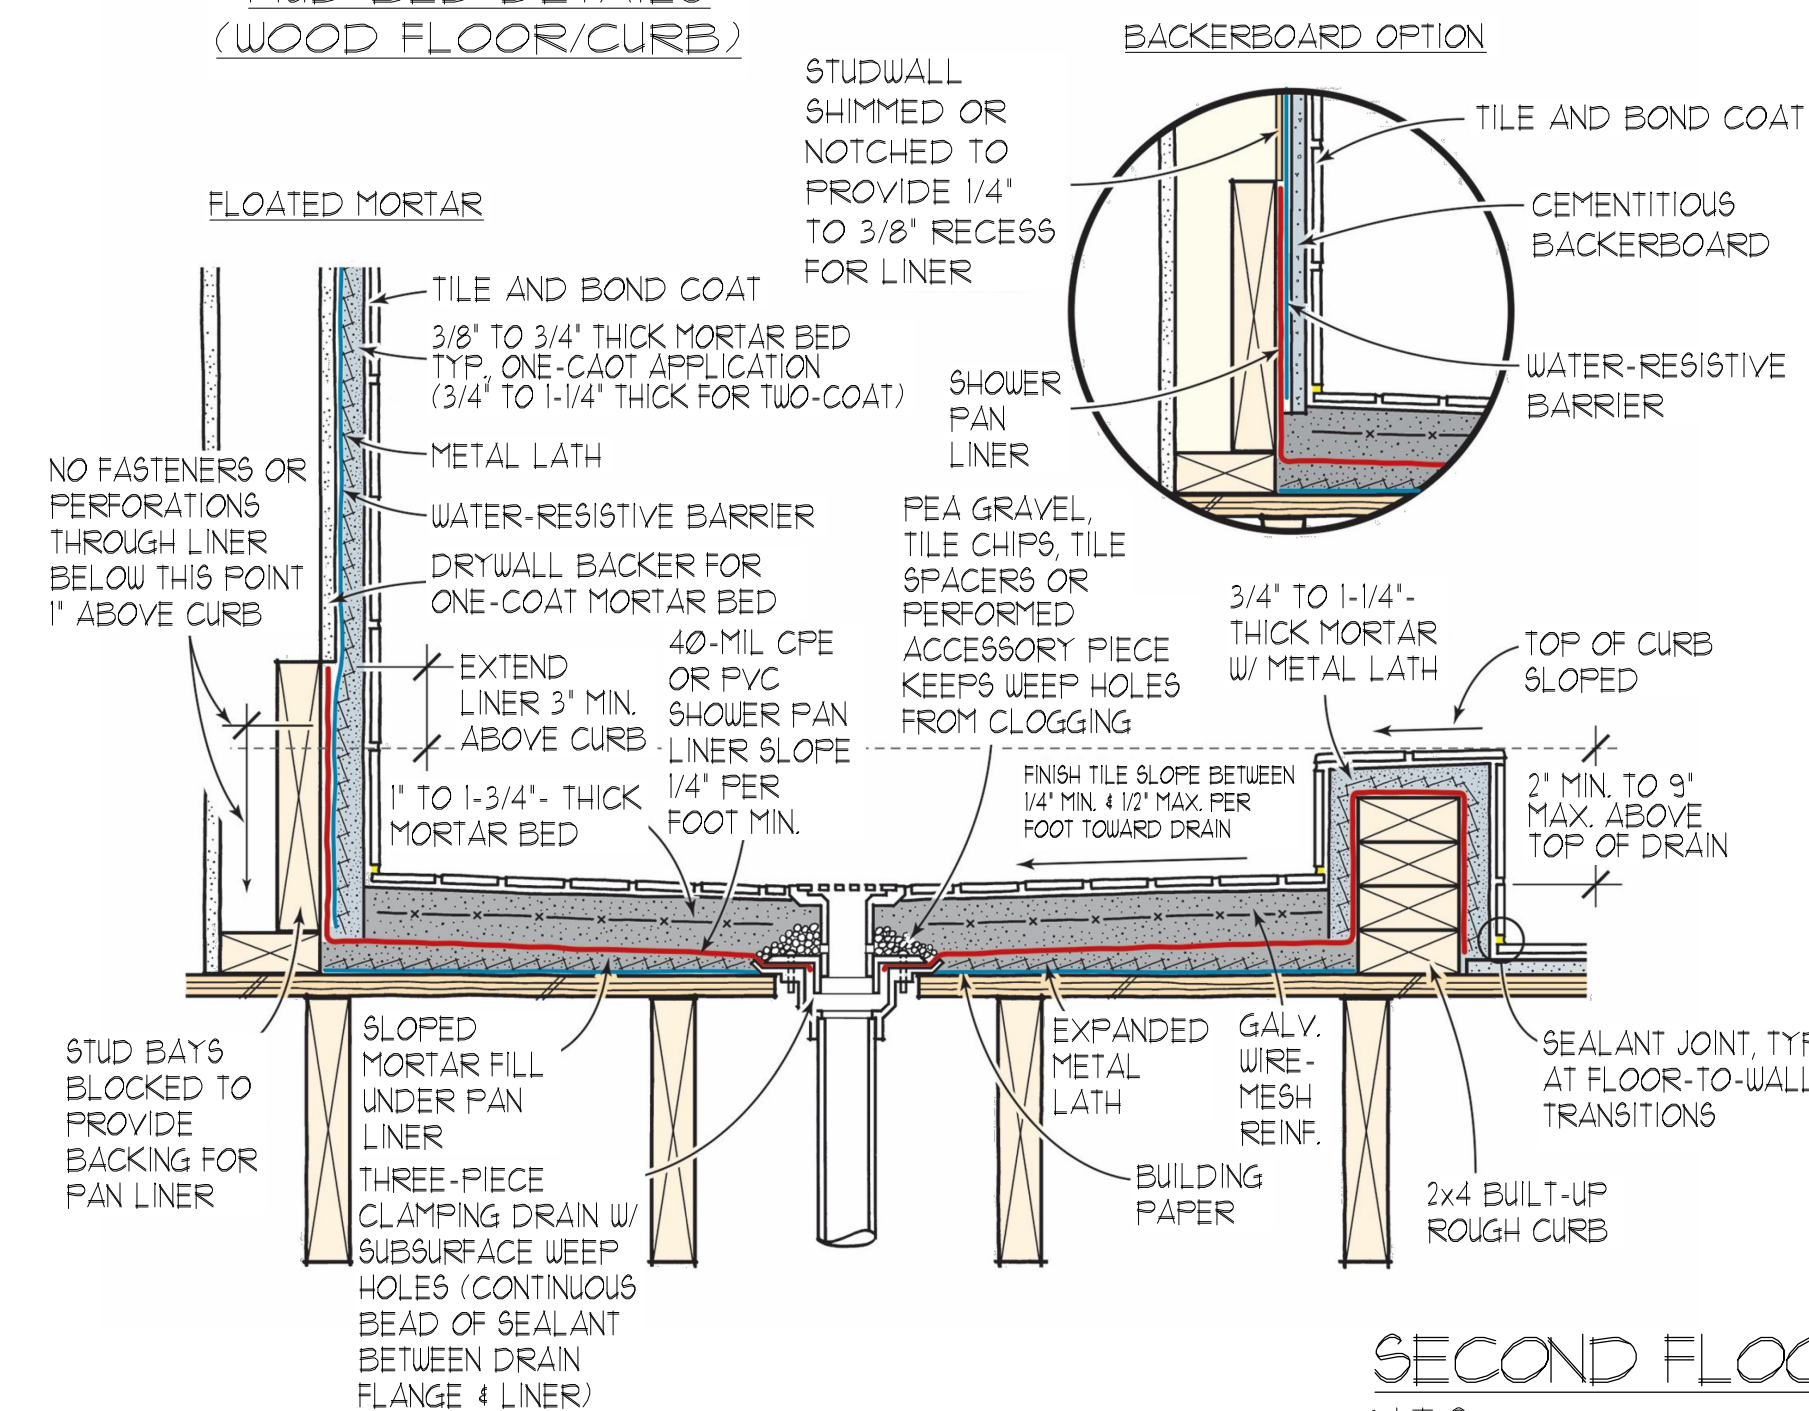 MUD BED DETAILS
(WOOD FLOOR/CURB)
BACKERBOARD OPTION
STUDWALL
SHIMMED OR
NOTCHED TO
PROVIDE 1/4"
TO 3/8" RECESS
FOR LINER
TILE AND BOND COAT
CEMENTITIOUS
BACKERBOARD
WATER-RESISTIVE
BARRIER
SHOWER
PAN
LINER
FLOATED MORTAR
TILE AND BOND COAT
3/8" TO 3/4" THICK MORTAR BED
TYP., ONE-CAOT APPLICATION
(3/4" TO 1-1/4" THICK FOR TWO-COAT)
METAL LATH
WATER-RESISTIVE BARRIER
DRYWALL BACKER FOR
ONE-COAT MORTAR BED
NO FASTENERS OR
PERFORATIONS
THROUGH LINER
BELOW THIS POINT
1" ABOVE CURB
EXTEND
LINER 3" MIN.
ABOVE CURB
40-MIL CPE
OR PVC
SHOWER PAN
LINER SLOPE
1/4" PER
FOOT MIN.
1" TO 1-3/4"- THICK
MORTAR BED
PEA GRAVEL,
TILE CHIPS, TILE
SPACERS OR
PERFORMED
ACCESSORY PIECE
KEEPS WEEP HOLES
FROM CLOGGING
FINISH TILE SLOPE BETWEEN
1/4" MIN. & 1/2" MAX. PER
FOOT TOWARD DRAIN
3/4" TO 1-1/4"-
THICK MORTAR
W/ METAL LATH
TOP OF CURB
SLOPED
2" MIN. TO 9"
MAX. ABOVE
TOP OF DRAIN
STUD BAYS
BLOCKED TO
PROVIDE
BACKING FOR
PAN LINER
SLOPED
MORTAR FILL
UNDER PAN
LINER
THREE-PIECE
CLAMPING DRAIN W/
SUBSURFACE WEEP
HOLES (CONTINUOUS
BEAD OF SEALANT
BETWEEN DRAIN
FLANGE & LINER)
EXPANDED
METAL
LATH
GALV.
WIRE-
MESH
REINF.
BUILDING
PAPER
2x4 BUILT-UP
ROUGH CURB
SEALANT JOINT, TYP
AT FLOOR-TO-WALL
TRANSITIONS
SECOND FLOO